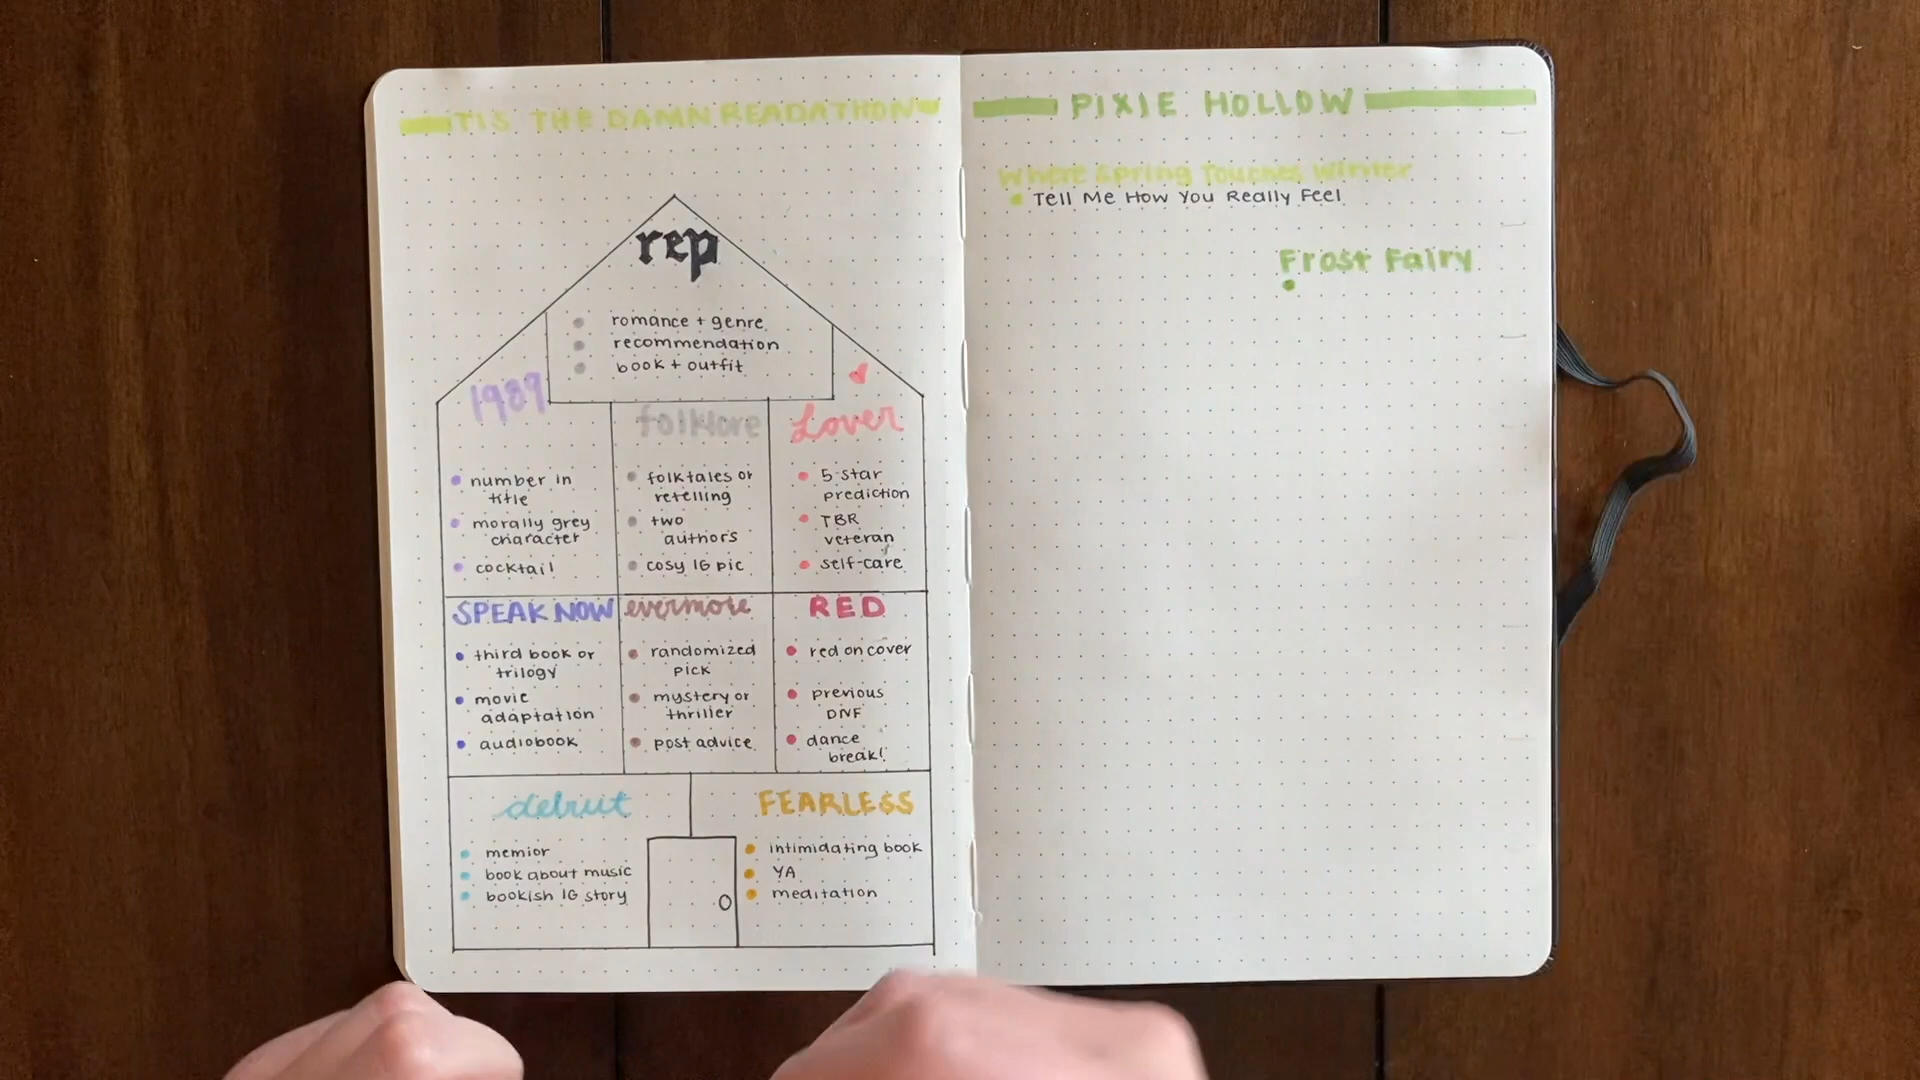 TIS THE DAMN READATHON
rep
romance + genre
recommendation
book + outfit
1989
number in
title
morally grey
character
cocktail
folklore
folktales or
retelling
two
authors
cosy IG pic
Lover
5 star
prediction
TBR
veteran
self-care
SPEAK NOW
third book or
trilogy
movie
adaptation
audiobook
evermore
randomized
pick
mystery or
thriller
post advice
RED
red on cover
previous
DNF
dance
break!
debut
memior
book about music
bookish IG story
FEARLESS
intimidating book
YA
meditation
PIXIE HOLLOW
Where Spring Touches Winter
Tell Me How You Really Feel
Frost Fairy